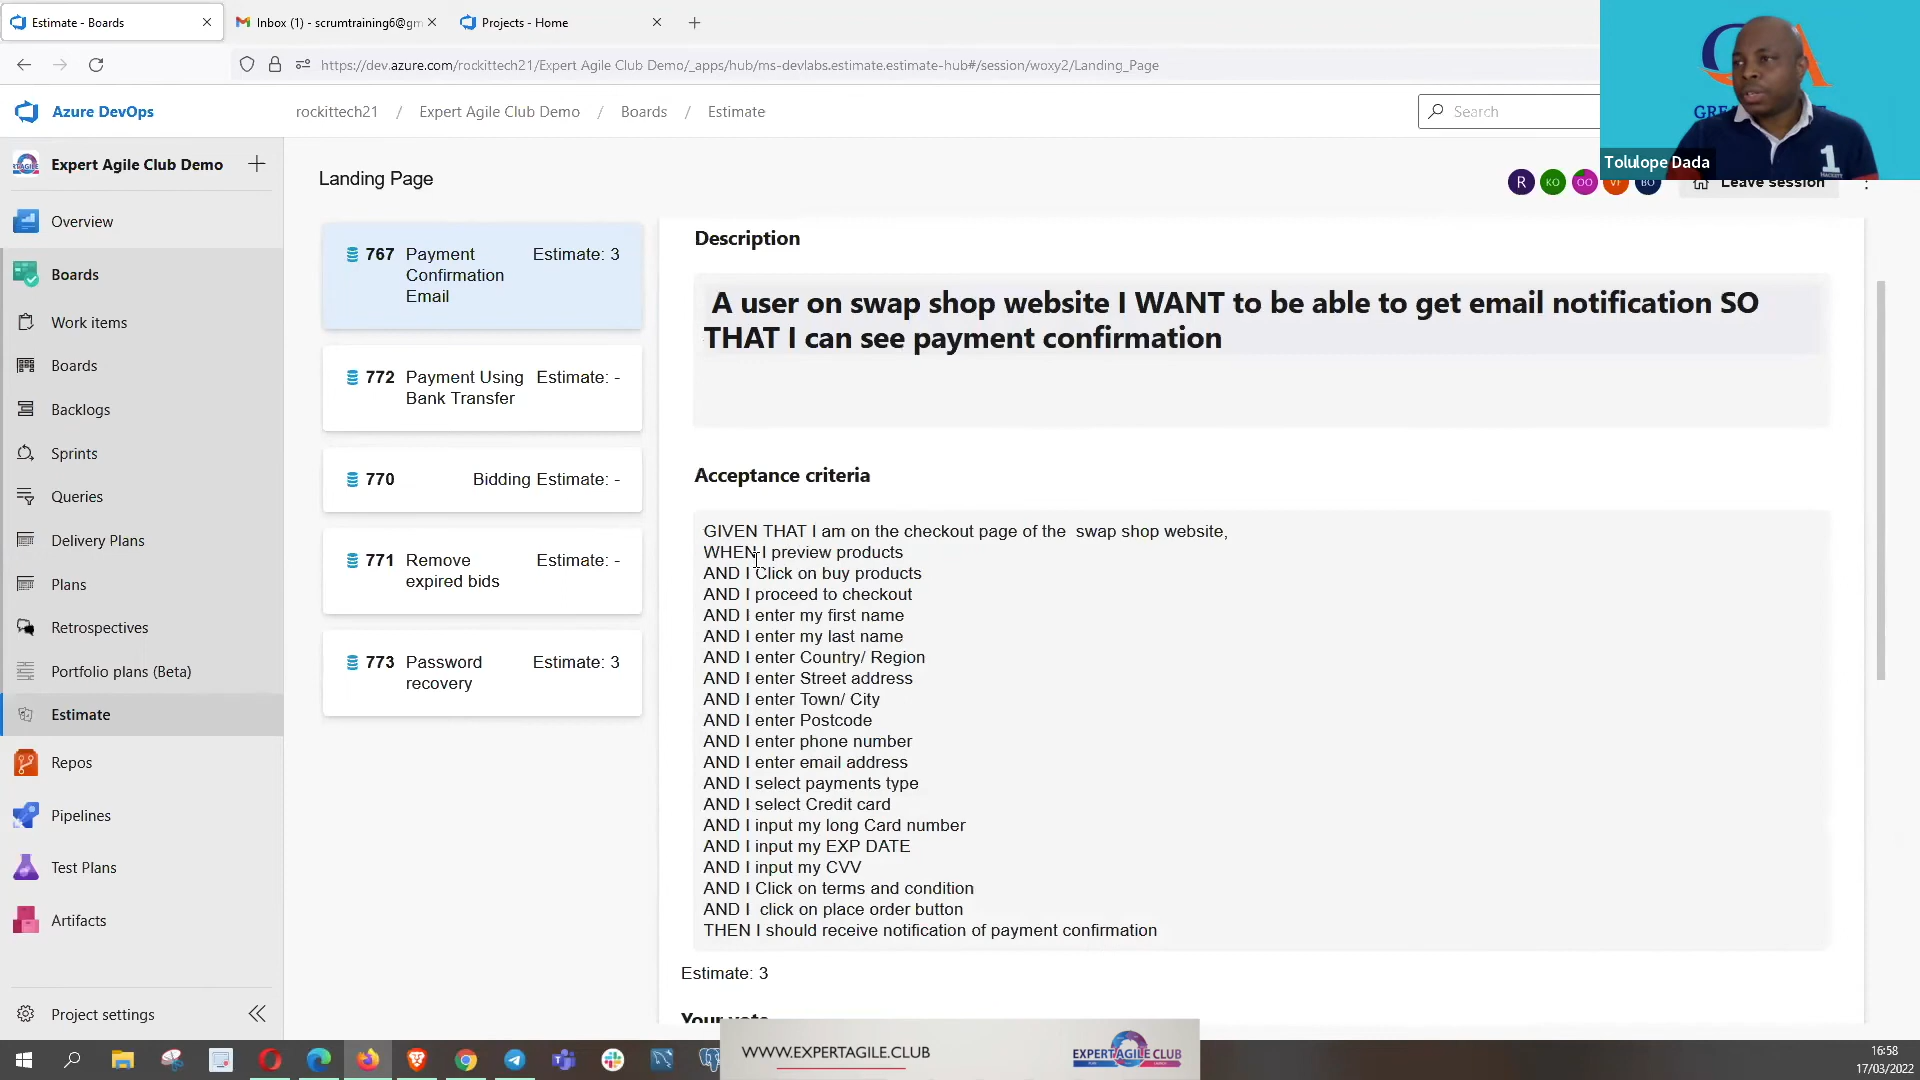 Estimate - Boards
Inbox (1) - scrumtraining6@gm
Projects - Home
https://dev.azure.com/rockittech21/Expert Agile Club Demo/_apps/hub/ms-devlabs.estimate.estimate-hub#/session/woxy2/Landing_Page
Azure DevOps
rockittech21 / Expert Agile Club Demo / Boards / Estimate
Search
Tolulope Dada
1
Expert Agile Club Demo
Overview
Boards
Work items
Boards
Backlogs
Sprints
Queries
Delivery Plans
Plans
Retrospectives
Portfolio plans (Beta)
Estimate
Repos
Pipelines
Test Plans
Artifacts
Project settings
Landing Page
R
KO
OO
VF
BO
Leave session
767 Payment Estimate: 3
Confirmation
Email
772 Payment Using Estimate: -
Bank Transfer
770 Bidding Estimate: -
771 Remove Estimate: -
expired bids
773 Password Estimate: 3
recovery
Description
A user on swap shop website I WANT to be able to get email notification SO
THAT I can see payment confirmation
Acceptance criteria
GIVEN THAT I am on the checkout page of the swap shop website,
WHEN I preview products
AND I Click on buy products
AND I proceed to checkout
AND I enter my first name
AND I enter my last name
AND I enter Country/ Region
AND I enter Street address
AND I enter Town/ City
AND I enter Postcode
AND I enter phone number
AND I enter email address
AND I select payments type
AND I select Credit card
AND I input my long Card number
AND I input my EXP DATE
AND I input my CVV
AND I Click on terms and condition
AND I click on place order button
THEN I should receive notification of payment confirmation
Estimate: 3
Your vote
WWW.EXPERTAGILE.CLUB
EXPERTAGILE CLUB
16:58
17/03/2022